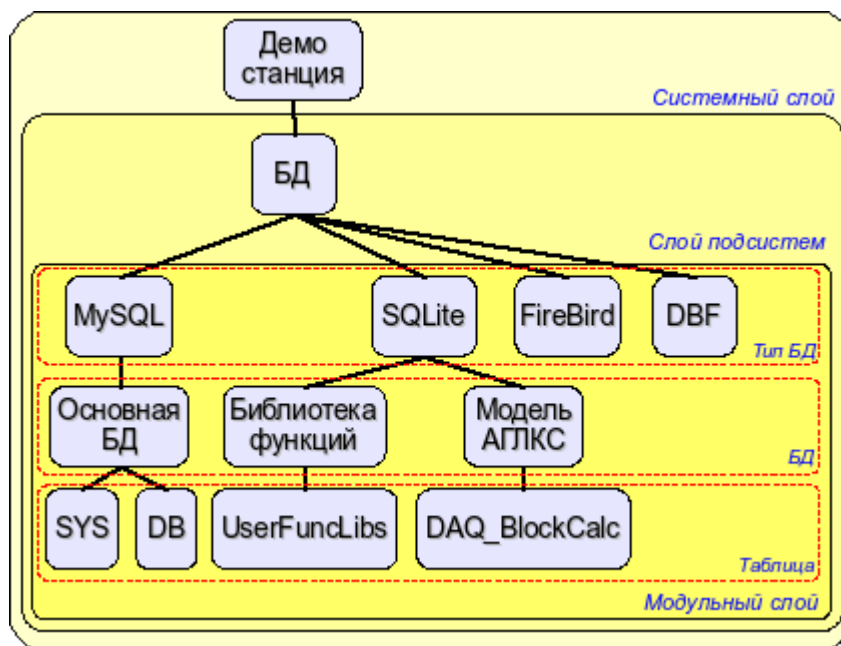 Демо
станция
Системный слой
БД
Слой подсистем
MySQL
SQLite
FireBird
DBF
Тип БД
Основная
БД
Библиотека
функций
Модель
АГЛКС
БД
SYS
DB
UserFuncLibs
DAQ_BlockCalc
Таблица
Модульный слой